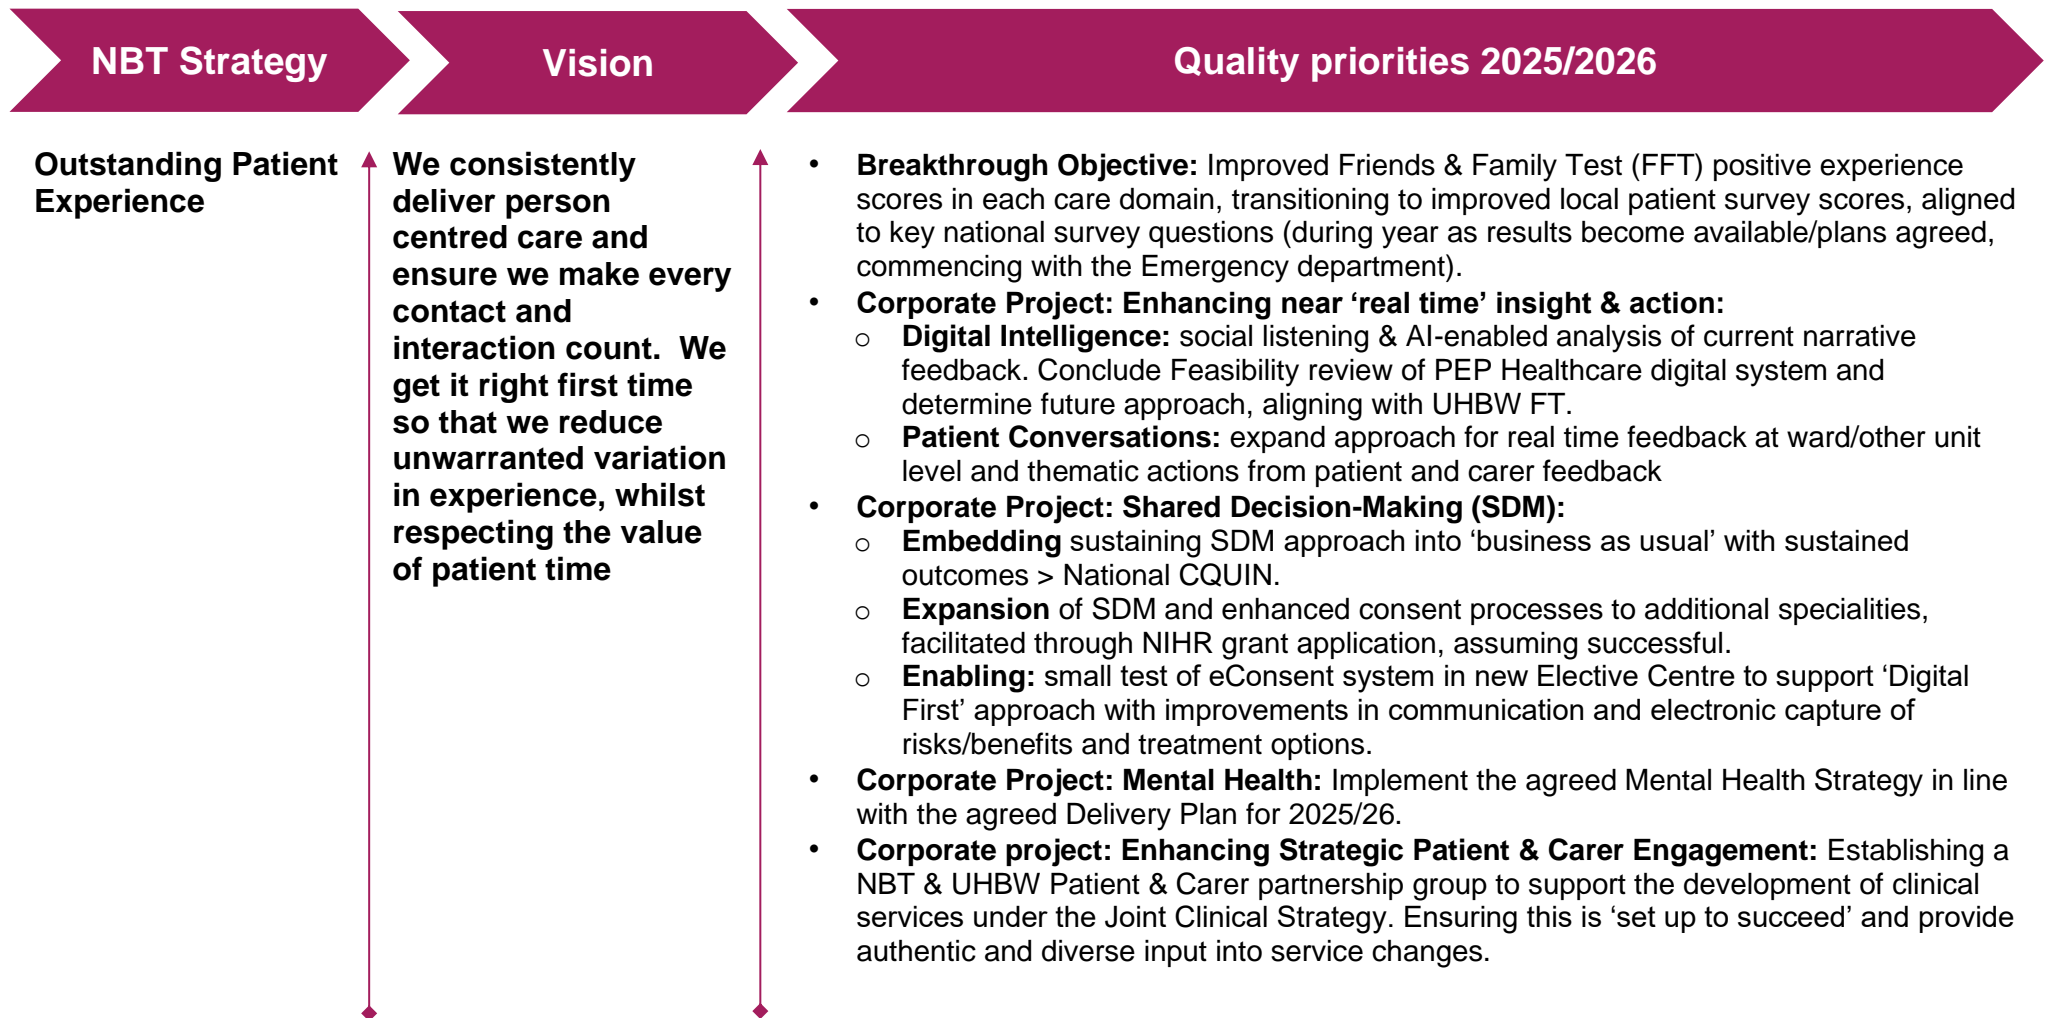 NBT Strategy
Vision
Quality priorities 2025/2026
Outstanding Patient
Experience
We consistently
deliver person
centred care and
ensure we make every
contact and
interaction count.  We
get it right first time
so that we reduce
unwarranted variation
in experience, whilst
respecting the value
of patient time
• Breakthrough Objective: Improved Friends & Family Test (FFT) positive experience
scores in each care domain, transitioning to improved local patient survey scores, aligned
to key national survey questions (during year as results become available/plans agreed,
commencing with the Emergency department).
• Corporate Project: Enhancing near ‘real time’ insight & action:
o Digital Intelligence: social listening & AI-enabled analysis of current narrative
feedback. Conclude Feasibility review of PEP Healthcare digital system and
determine future approach, aligning with UHBW FT.
o Patient Conversations: expand approach for real time feedback at ward/other unit
level and thematic actions from patient and carer feedback
• Corporate Project: Shared Decision-Making (SDM):
o Embedding sustaining SDM approach into ‘business as usual’ with sustained
outcomes > National CQUIN.
o Expansion of SDM and enhanced consent processes to additional specialities,
facilitated through NIHR grant application, assuming successful.
o Enabling: small test of eConsent system in new Elective Centre to support ‘Digital
First’ approach with improvements in communication and electronic capture of
risks/benefits and treatment options.
• Corporate Project: Mental Health: Implement the agreed Mental Health Strategy in line
with the agreed Delivery Plan for 2025/26.
• Corporate project: Enhancing Strategic Patient & Carer Engagement: Establishing a
NBT & UHBW Patient & Carer partnership group to support the development of clinical
services under the Joint Clinical Strategy. Ensuring this is ‘set up to succeed’ and provide
authentic and diverse input into service changes.